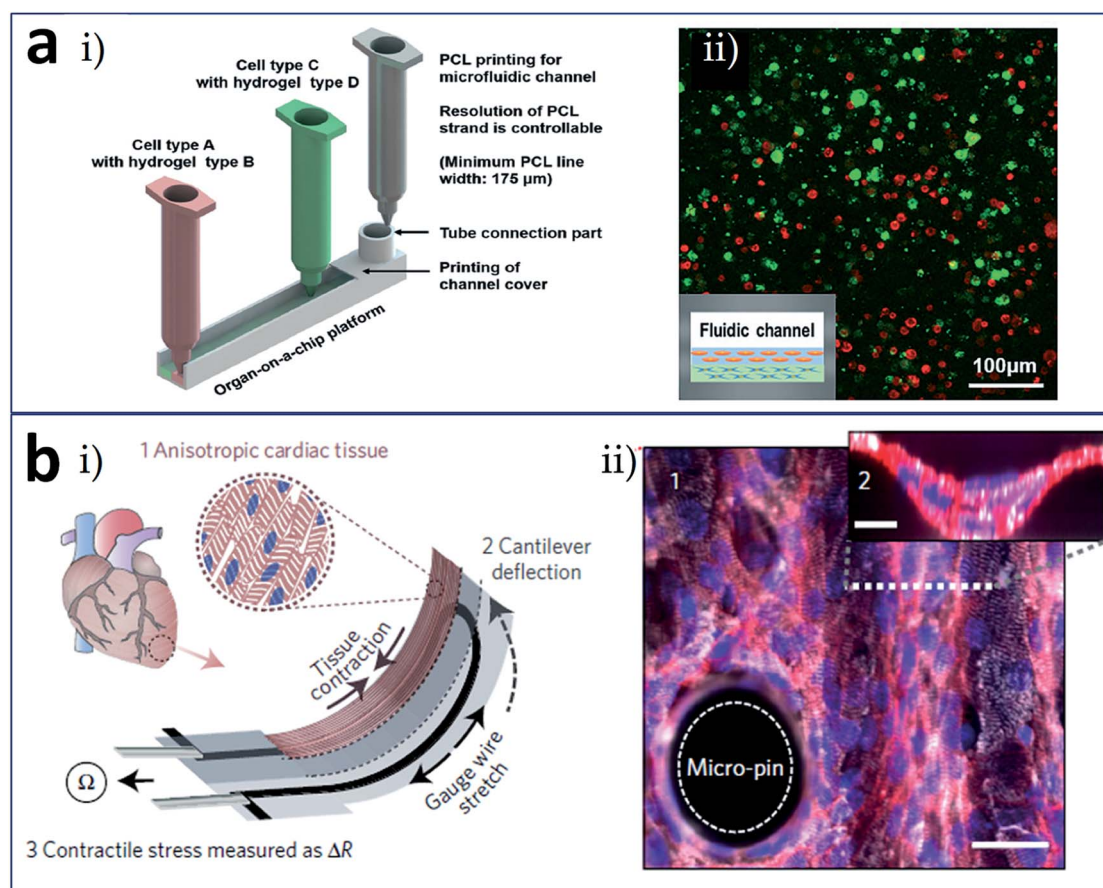 a i)
Cell type A
with hydrogel type B
Cell type C
with hydrogel type D
PCL printing for
microfluidic channel
Resolution of PCL
strand is controllable
(Minimum PCL line
width: 175 µm)
Tube connection part
Printing of
channel cover
Organ-on-a-chip platform
ii)
Fluidic channel
100µm
b i)
1 Anisotropic cardiac tissue
2 Cantilever
deflection
Tissue
contraction
Gauge wire
stretch
Ω
3 Contractile stress measured as ΔR
ii)
1
2
Micro-pin